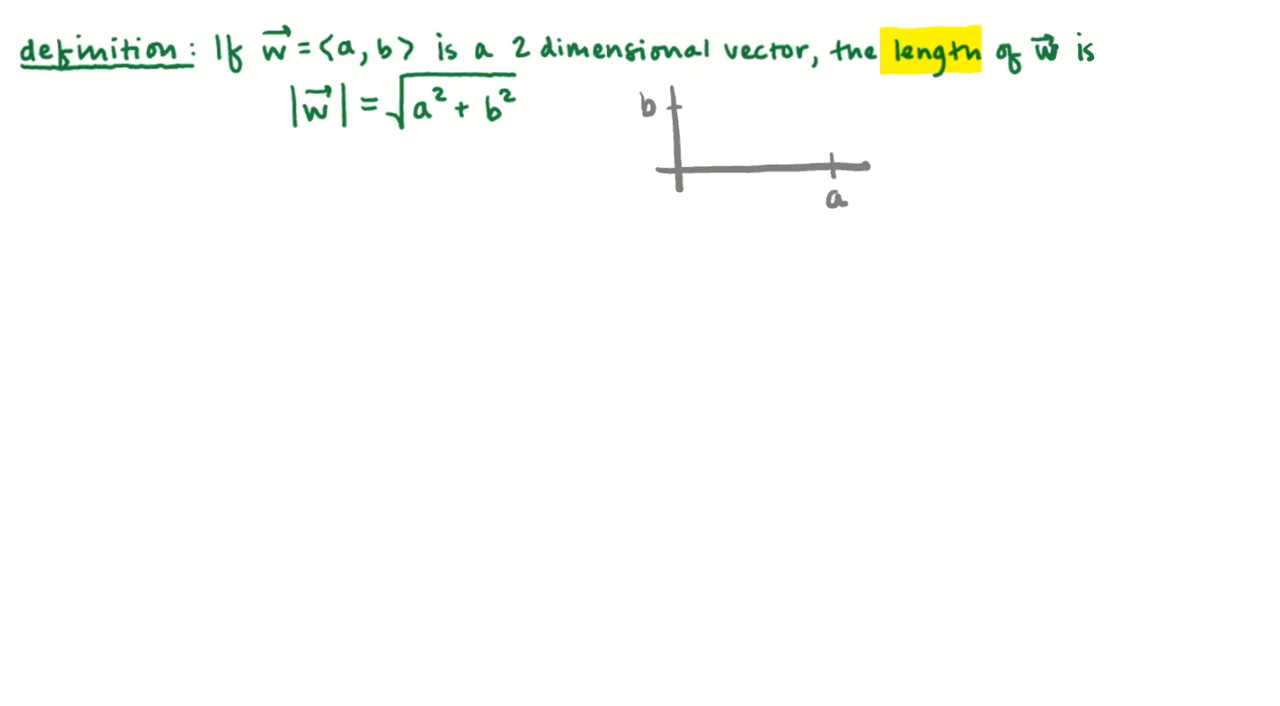 definition: If w⃗ = <a, b> is a 2 dimensional vector, the length of w⃗ is
|w⃗| = √(a² + b²)
b
a